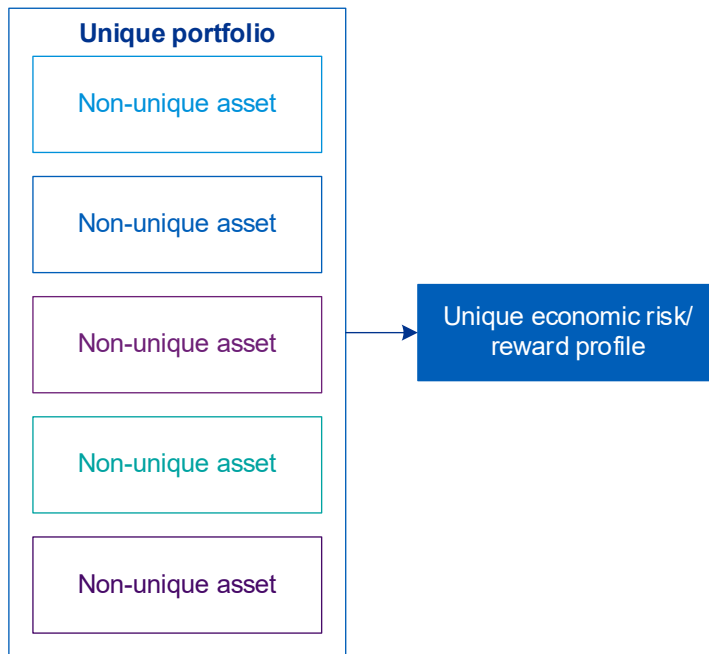 Unique portfolio
Non-unique asset
Non-unique asset
Non-unique asset
Non-unique asset
Non-unique asset
Unique economic risk/
reward profile